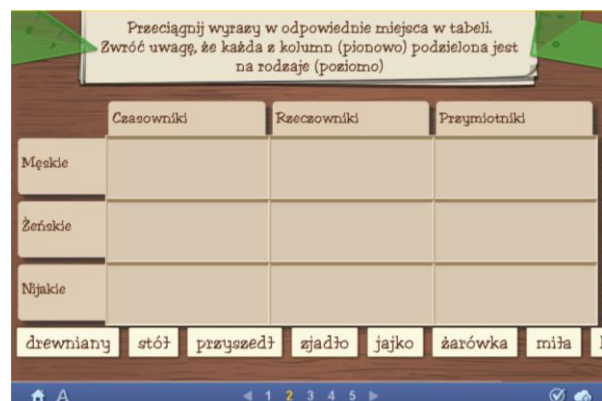 Przeciągnij wyrazy w odpowiednie miejsca w tabeli.
Zwróć uwagę, że każda z kolumn (pionowo) podzielona jest
na rodzaje (poziomo)
Czasowniki Rzeczowniki Przymiotniki
Męskie
Żeńskie
Nijakie
drewniany stół przyszedł zjadło jajko żarówka miła
A 1 2 3 4 5